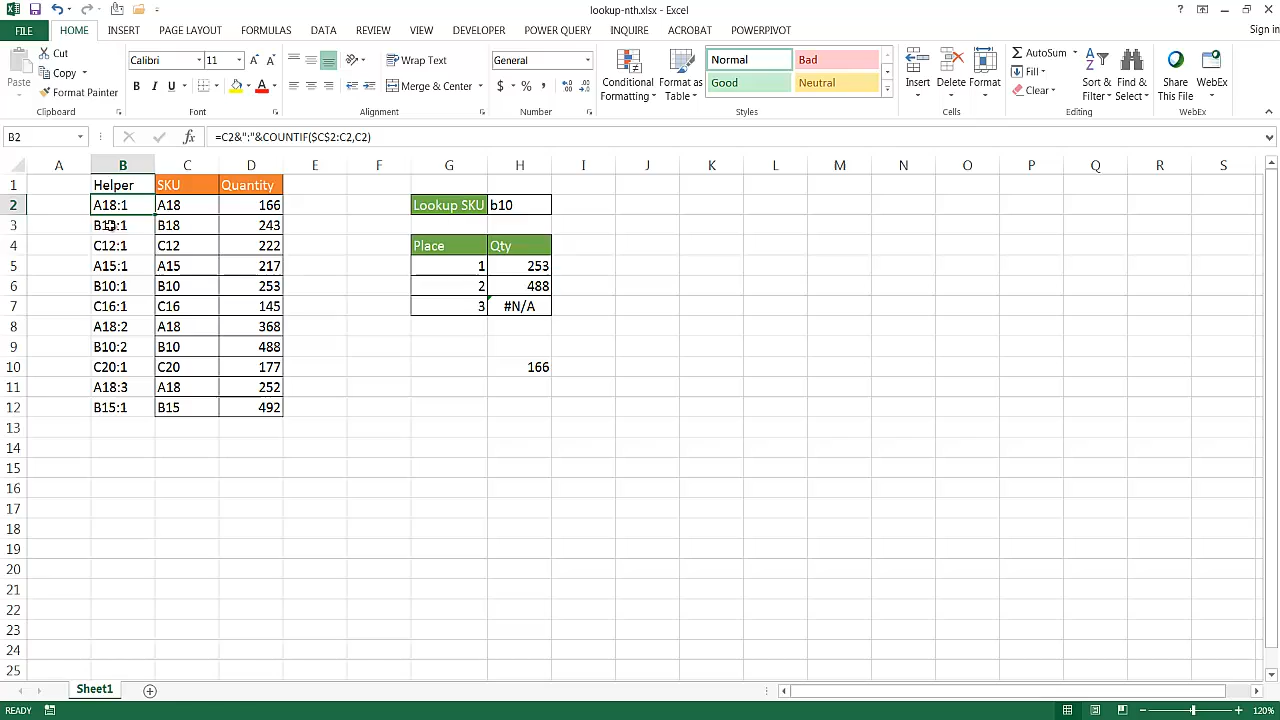 lookup-nth.xlsx - Excel
FILE HOME INSERT PAGE LAYOUT FORMULAS DATA REVIEW VIEW DEVELOPER POWER QUERY INQUIRE ACROBAT POWERPIVOT Sign in
Paste Cut Copy Format Painter Clipboard
Calibri 11 B I U Font
Wrap Text Merge & Center Alignment
General $ % , Number
Conditional Formatting Format as Table Normal Bad Good Neutral Styles
Insert Delete Format Cells
AutoSum Fill Clear Sort & Filter Find & Select Editing
Share This File WebEx WebEx
B2 fx =C2&":"&COUNTIF($C$2:C2,C2)
A B C D E F G H I J K L M N O P Q R S
1 Helper SKU Quantity
2 A18:1 A18 166 Lookup SKU b10
3 B18:1 B18 243
4 C12:1 C12 222 Place Qty
5 A15:1 A15 217 1 253
6 B10:1 B10 253 2 488
7 C16:1 C16 145 3 #N/A
8 A18:2 A18 368
9 B10:2 B10 488
10 C20:1 C20 177 166
11 A18:3 A18 252
12 B15:1 B15 492
13
14
15
16
17
18
19
20
21
22
23
24
25
Sheet1
READY 120%